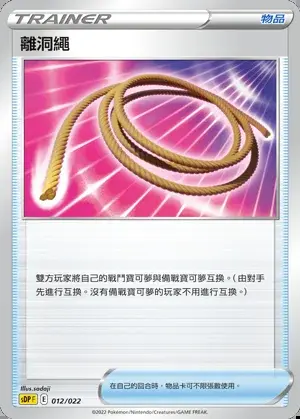 TRAINER 物品
離洞繩
雙方玩家將自己的戰鬥寶可夢與備戰寶可夢互換。（由對手
先進行互換。沒有備戰寶可夢的玩家不用進行互換。）
Illus.sadaji
sDP F E 012/022
在自己的回合時，物品卡可不限張數使用。
©2022 Pokémon/Nintendo/Creatures/GAME FREAK.